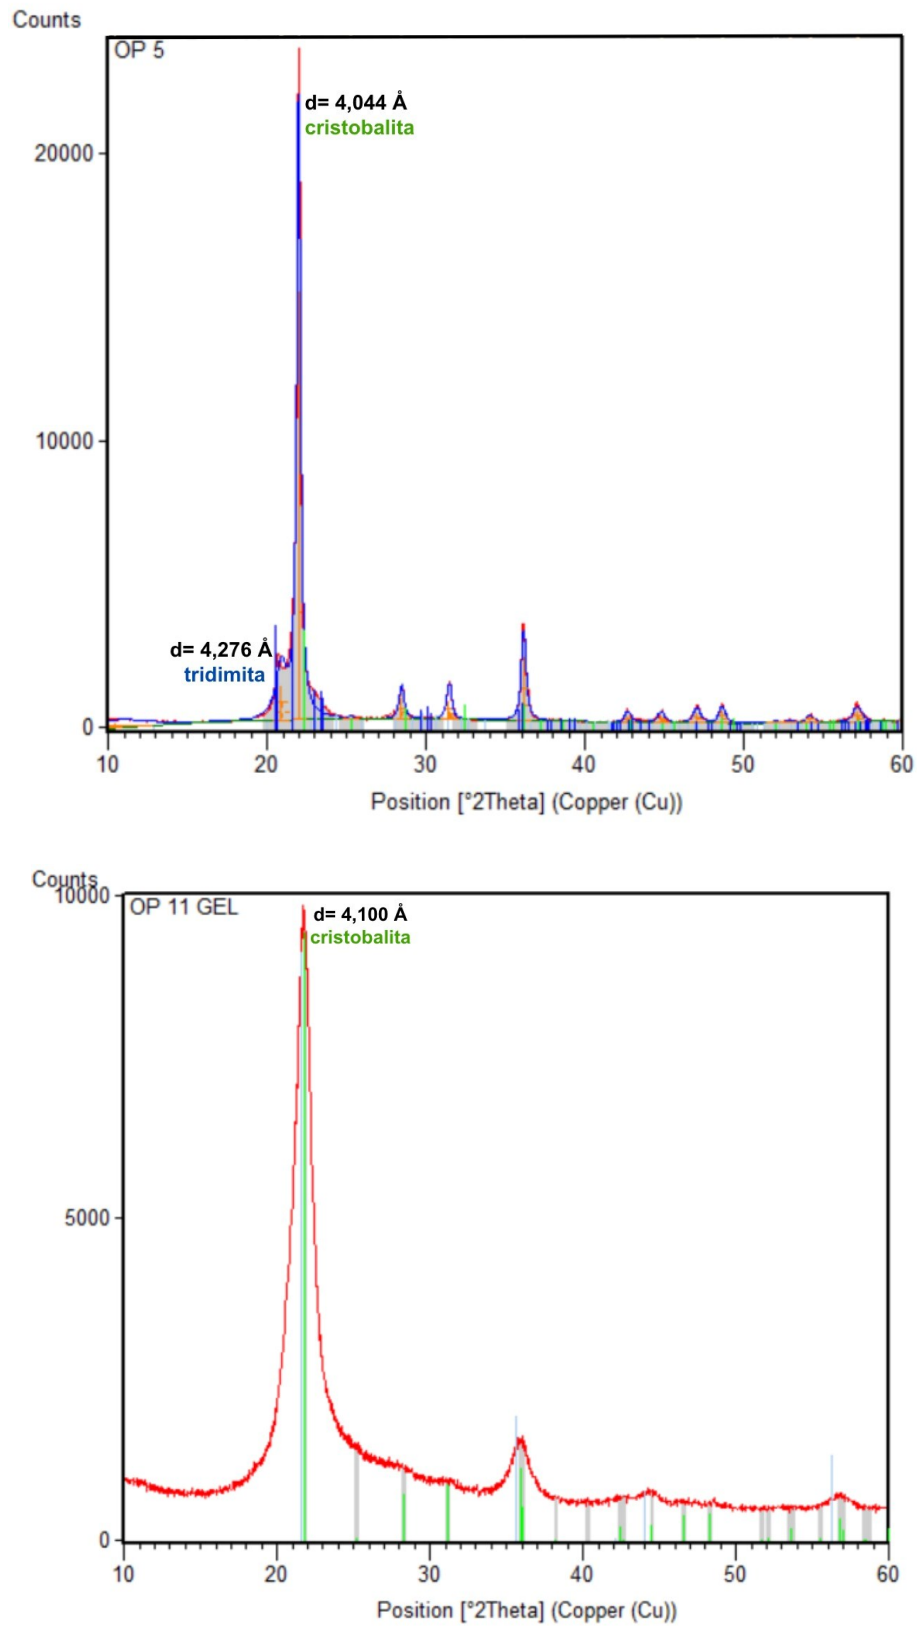 Counts
OP 5
d= 4,044 Å
cristobalita
20000
10000
d= 4,276 Å
tridimita
0
10 20 30 40 50 60
Position [°2Theta] (Copper (Cu))
Counts
10000
OP 11 GEL
d= 4,100 Å
cristobalita
5000
0
10 20 30 40 50 60
Position [°2Theta] (Copper (Cu))